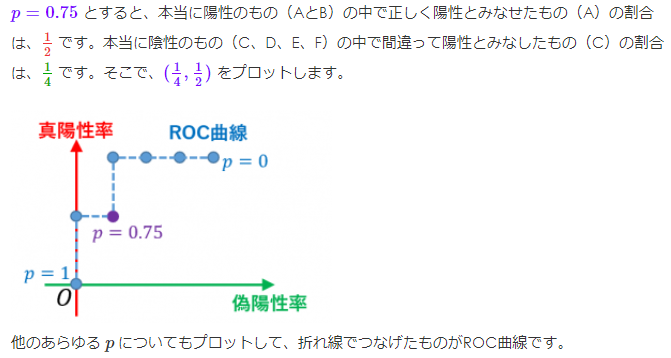 p = 0.75 とすると、本当に陽性のもの（AとB）の中で正しく陽性とみなせたもの（A）の割合
は、1/2 です。本当に陰性のもの（C、D、E、F）の中で間違って陽性とみなしたもの（C）の割合
は、1/4 です。そこで、(1/4, 1/2) をプロットします。
真陽性率
ROC曲線
p = 0
p = 0.75
p = 1
O
偽陽性率
他のあらゆる p についてもプロットして、折れ線でつなげたものがROC曲線です。